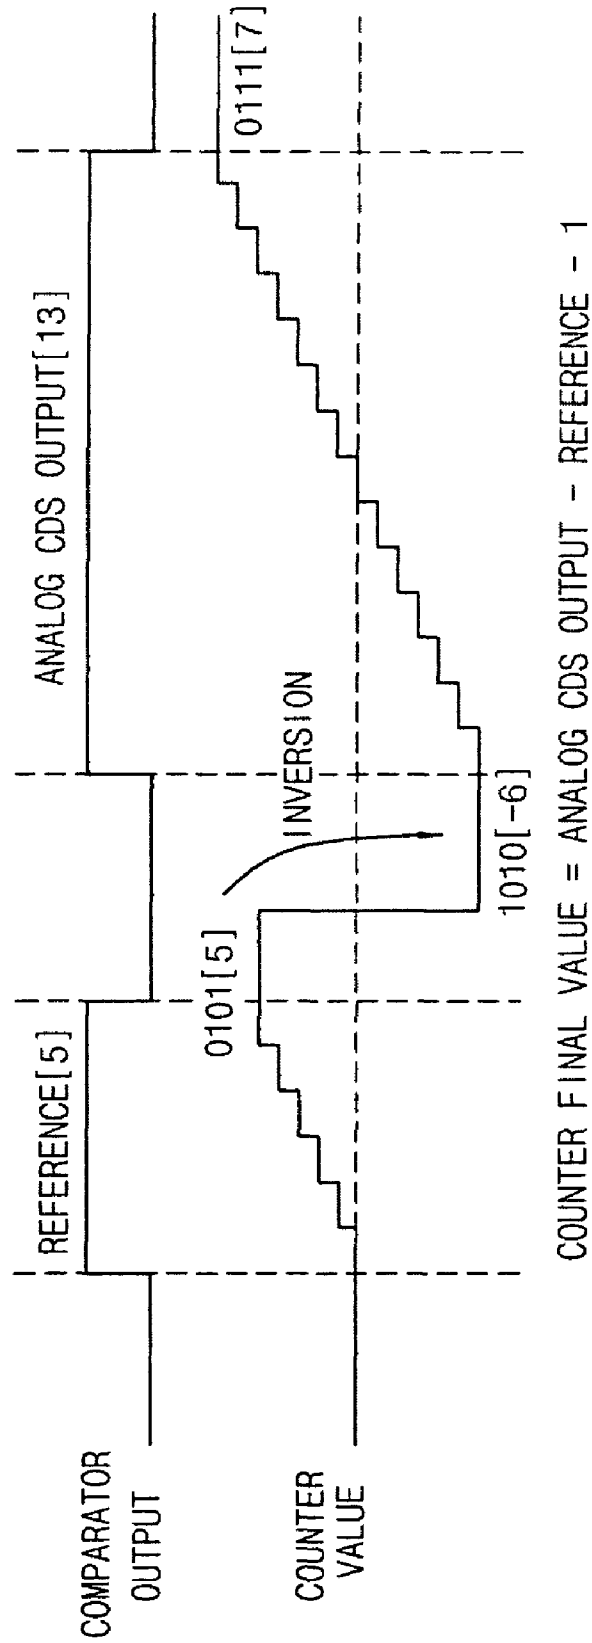 COMPARATOR
OUTPUT
REFERENCE[5]
ANALOG CDS OUTPUT[13]
COUNTER
VALUE
0101[5]
INVERSION
1010[-6]
0111[7]
COUNTER FINAL VALUE = ANALOG CDS OUTPUT - REFERENCE - 1